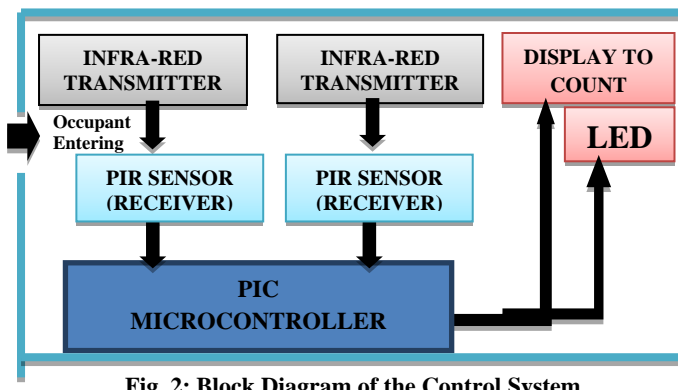 INFRA-RED
TRANSMITTER
INFRA-RED
TRANSMITTER
DISPLAY TO
COUNT
LED
Occupant
Entering
PIR SENSOR
(RECEIVER)
PIR SENSOR
(RECEIVER)
PIC
MICROCONTROLLER
Fig. 2: Block Diagram of the Control System